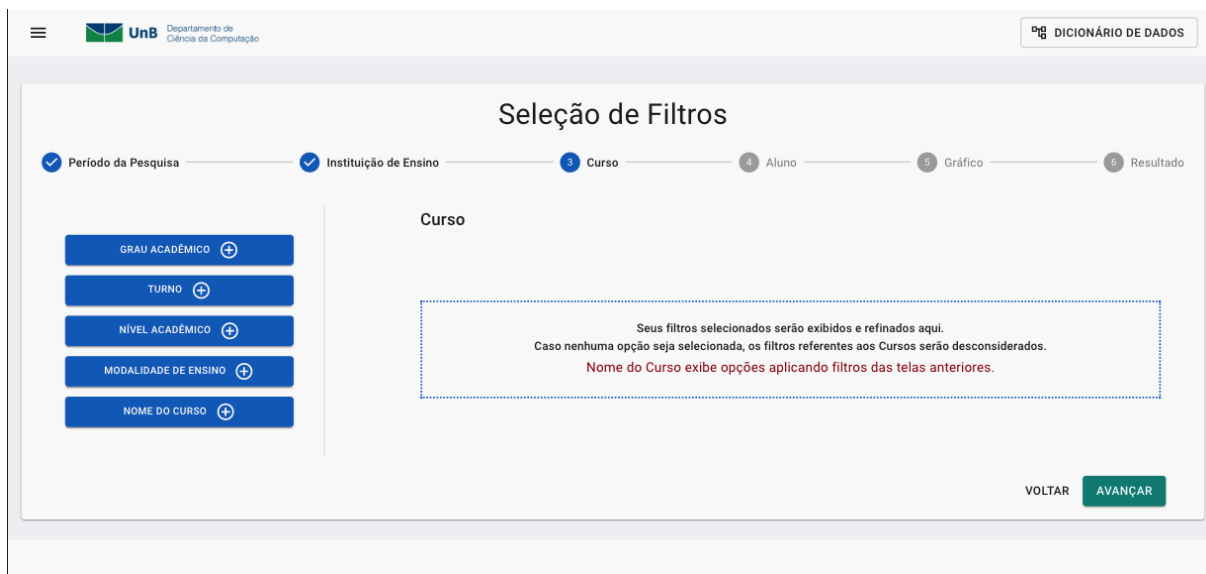 UnB
Departamento de
Ciência da Computação
DICIONÁRIO DE DADOS
Seleção de Filtros
Período da Pesquisa
Instituição de Ensino
3 Curso
4 Aluno
5 Gráfico
6 Resultado
GRAU ACADÊMICO
TURNO
NÍVEL ACADÊMICO
MODALIDADE DE ENSINO
NOME DO CURSO
Curso
Seus filtros selecionados serão exibidos e refinados aqui.
Caso nenhuma opção seja selecionada, os filtros referentes aos Cursos serão desconsiderados.
Nome do Curso exibe opções aplicando filtros das telas anteriores.
VOLTAR
AVANÇAR